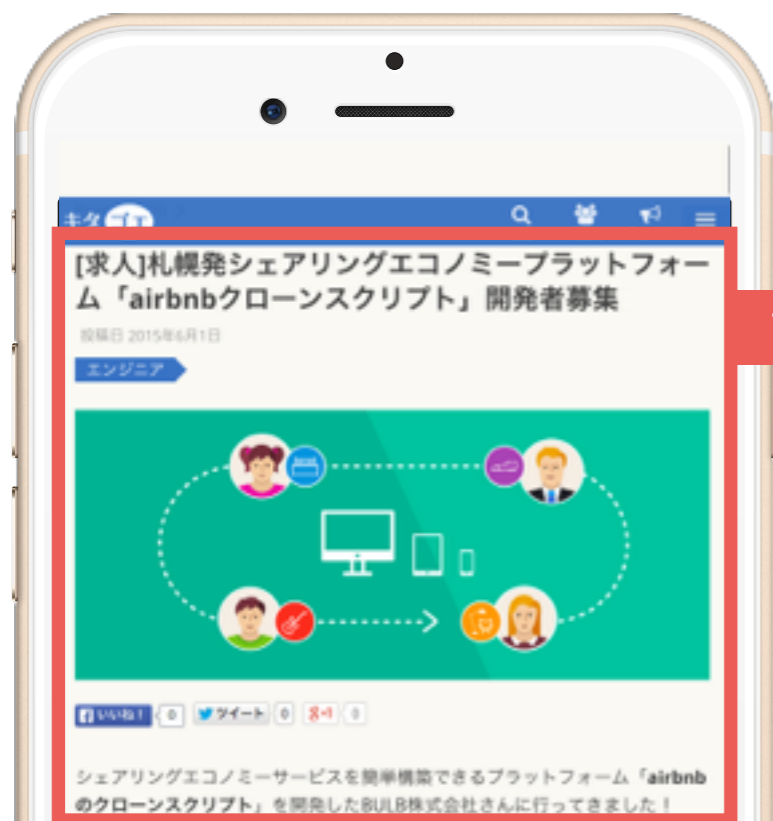 キタゴエ
[求人]札幌発シェアリングエコノミープラットフォー
ム「airbnbクローンスクリプト」開発者募集
投稿日 2015年6月1日
エンジニア
いいね！ 0 ツイート 0 g+1 0
シェアリングエコノミーサービスを簡単構築できるプラットフォーム「airbnb
のクローンスクリプト」を開発したBULB株式会社さんに行ってきました！